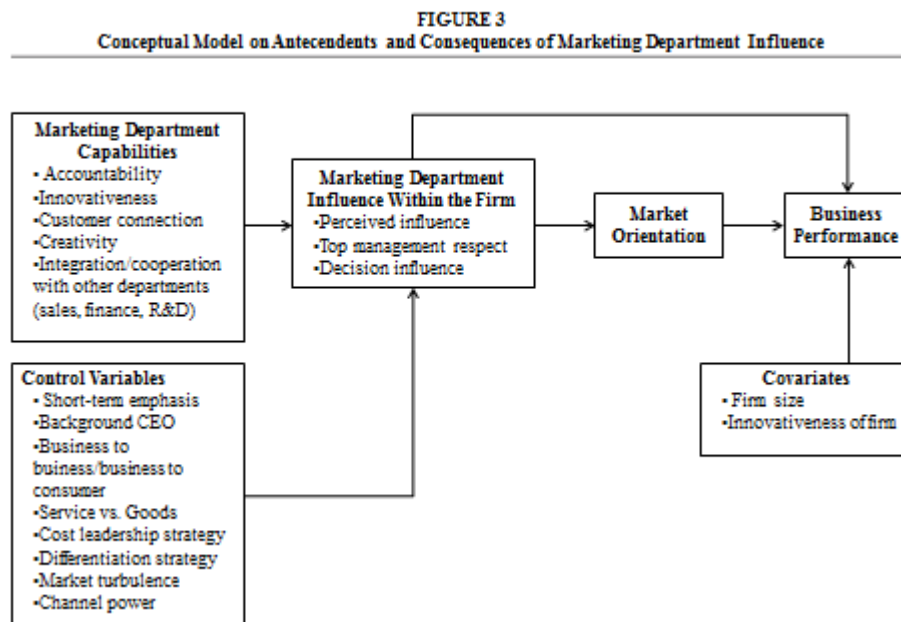 FIGURE 3
Conceptual Model on Antecendents and Consequences of Marketing Department Influence
Marketing Department
Capabilities
▪ Accountability
▪Innovativeness
▪Customer connection
▪Creativity
▪Integration/cooperation
with other departments
(sales, finance, R&D)
Marketing Department
Influence Within the Firm
▪Perceived influence
▪Top management respect
▪Decision influence
Market
Orientation
Business
Performance
Control Variables
▪ Short-term emphasis
▪Background CEO
▪Business to
buiness/business to
consumer
▪Service vs. Goods
▪Cost leadership strategy
▪Differentiation strategy
▪Market turbulence
▪Channel power
Covariates
▪ Firm size
▪Innovativeness of firm